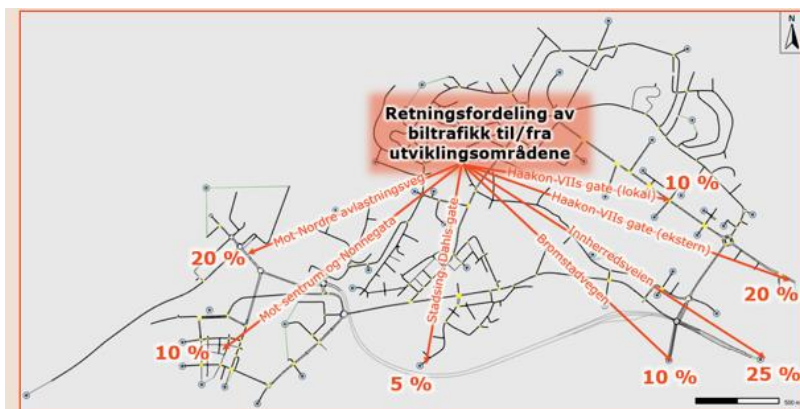 N
Retningsfordeling av
biltrafikk til/fra
utviklingsområdene
Haakon-VIIs gate (lokal)
10 %
Haakon-VIIs gate (ekstern)
20 %
Innherredsveien
25 %
Bromstadvegen
10 %
Stadsing. Dahls gate
5 %
Mot Nordre avlastningsveg
20 %
Mot sentrum og Nonnegata
10 %
500 m